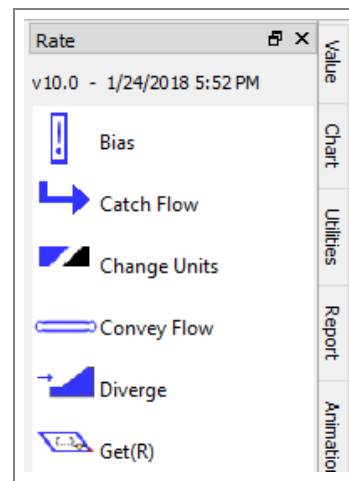 Rate
v10.0 - 1/24/2018 5:52 PM
Bias
Catch Flow
Change Units
Convey Flow
Diverge
Get(R)
Value
Chart
Utilities
Report
Animation